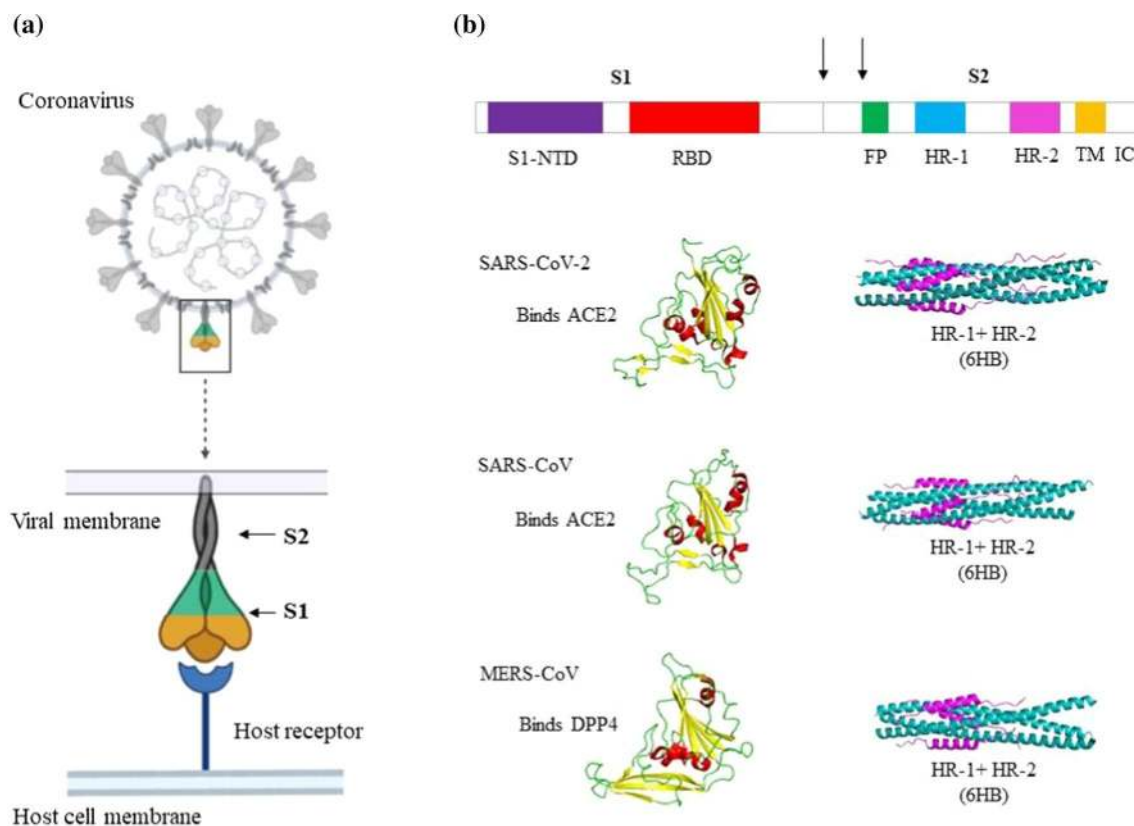 (a)
Coronavirus
Viral membrane
S2
S1
Host receptor
Host cell membrane
(b)
S1
S2
S1-NTD
RBD
FP
HR-1
HR-2
TM
IC
SARS-CoV-2
Binds ACE2
HR-1+ HR-2
(6HB)
SARS-CoV
Binds ACE2
HR-1+ HR-2
(6HB)
MERS-CoV
Binds DPP4
HR-1+ HR-2
(6HB)